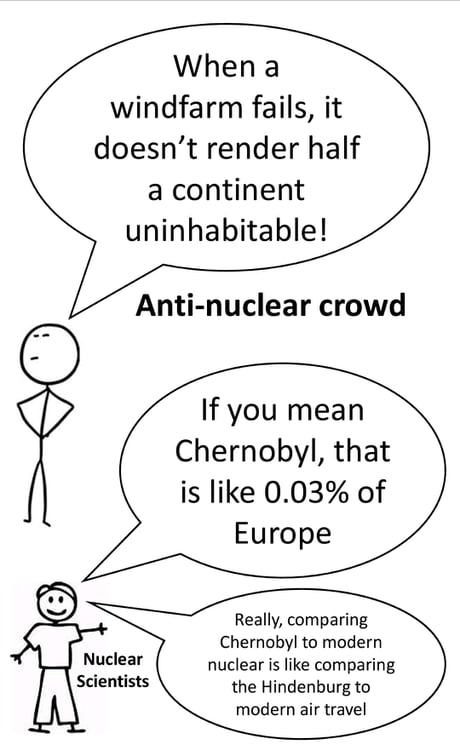 When a
windfarm fails, it
doesn’t render half
a continent
uninhabitable!
Anti-nuclear crowd
If you mean
Chernobyl, that
is like 0.03% of
Europe
Really, comparing
Chernobyl to modern
nuclear is like comparing
the Hindenburg to
modern air travel
Nuclear
Scientists